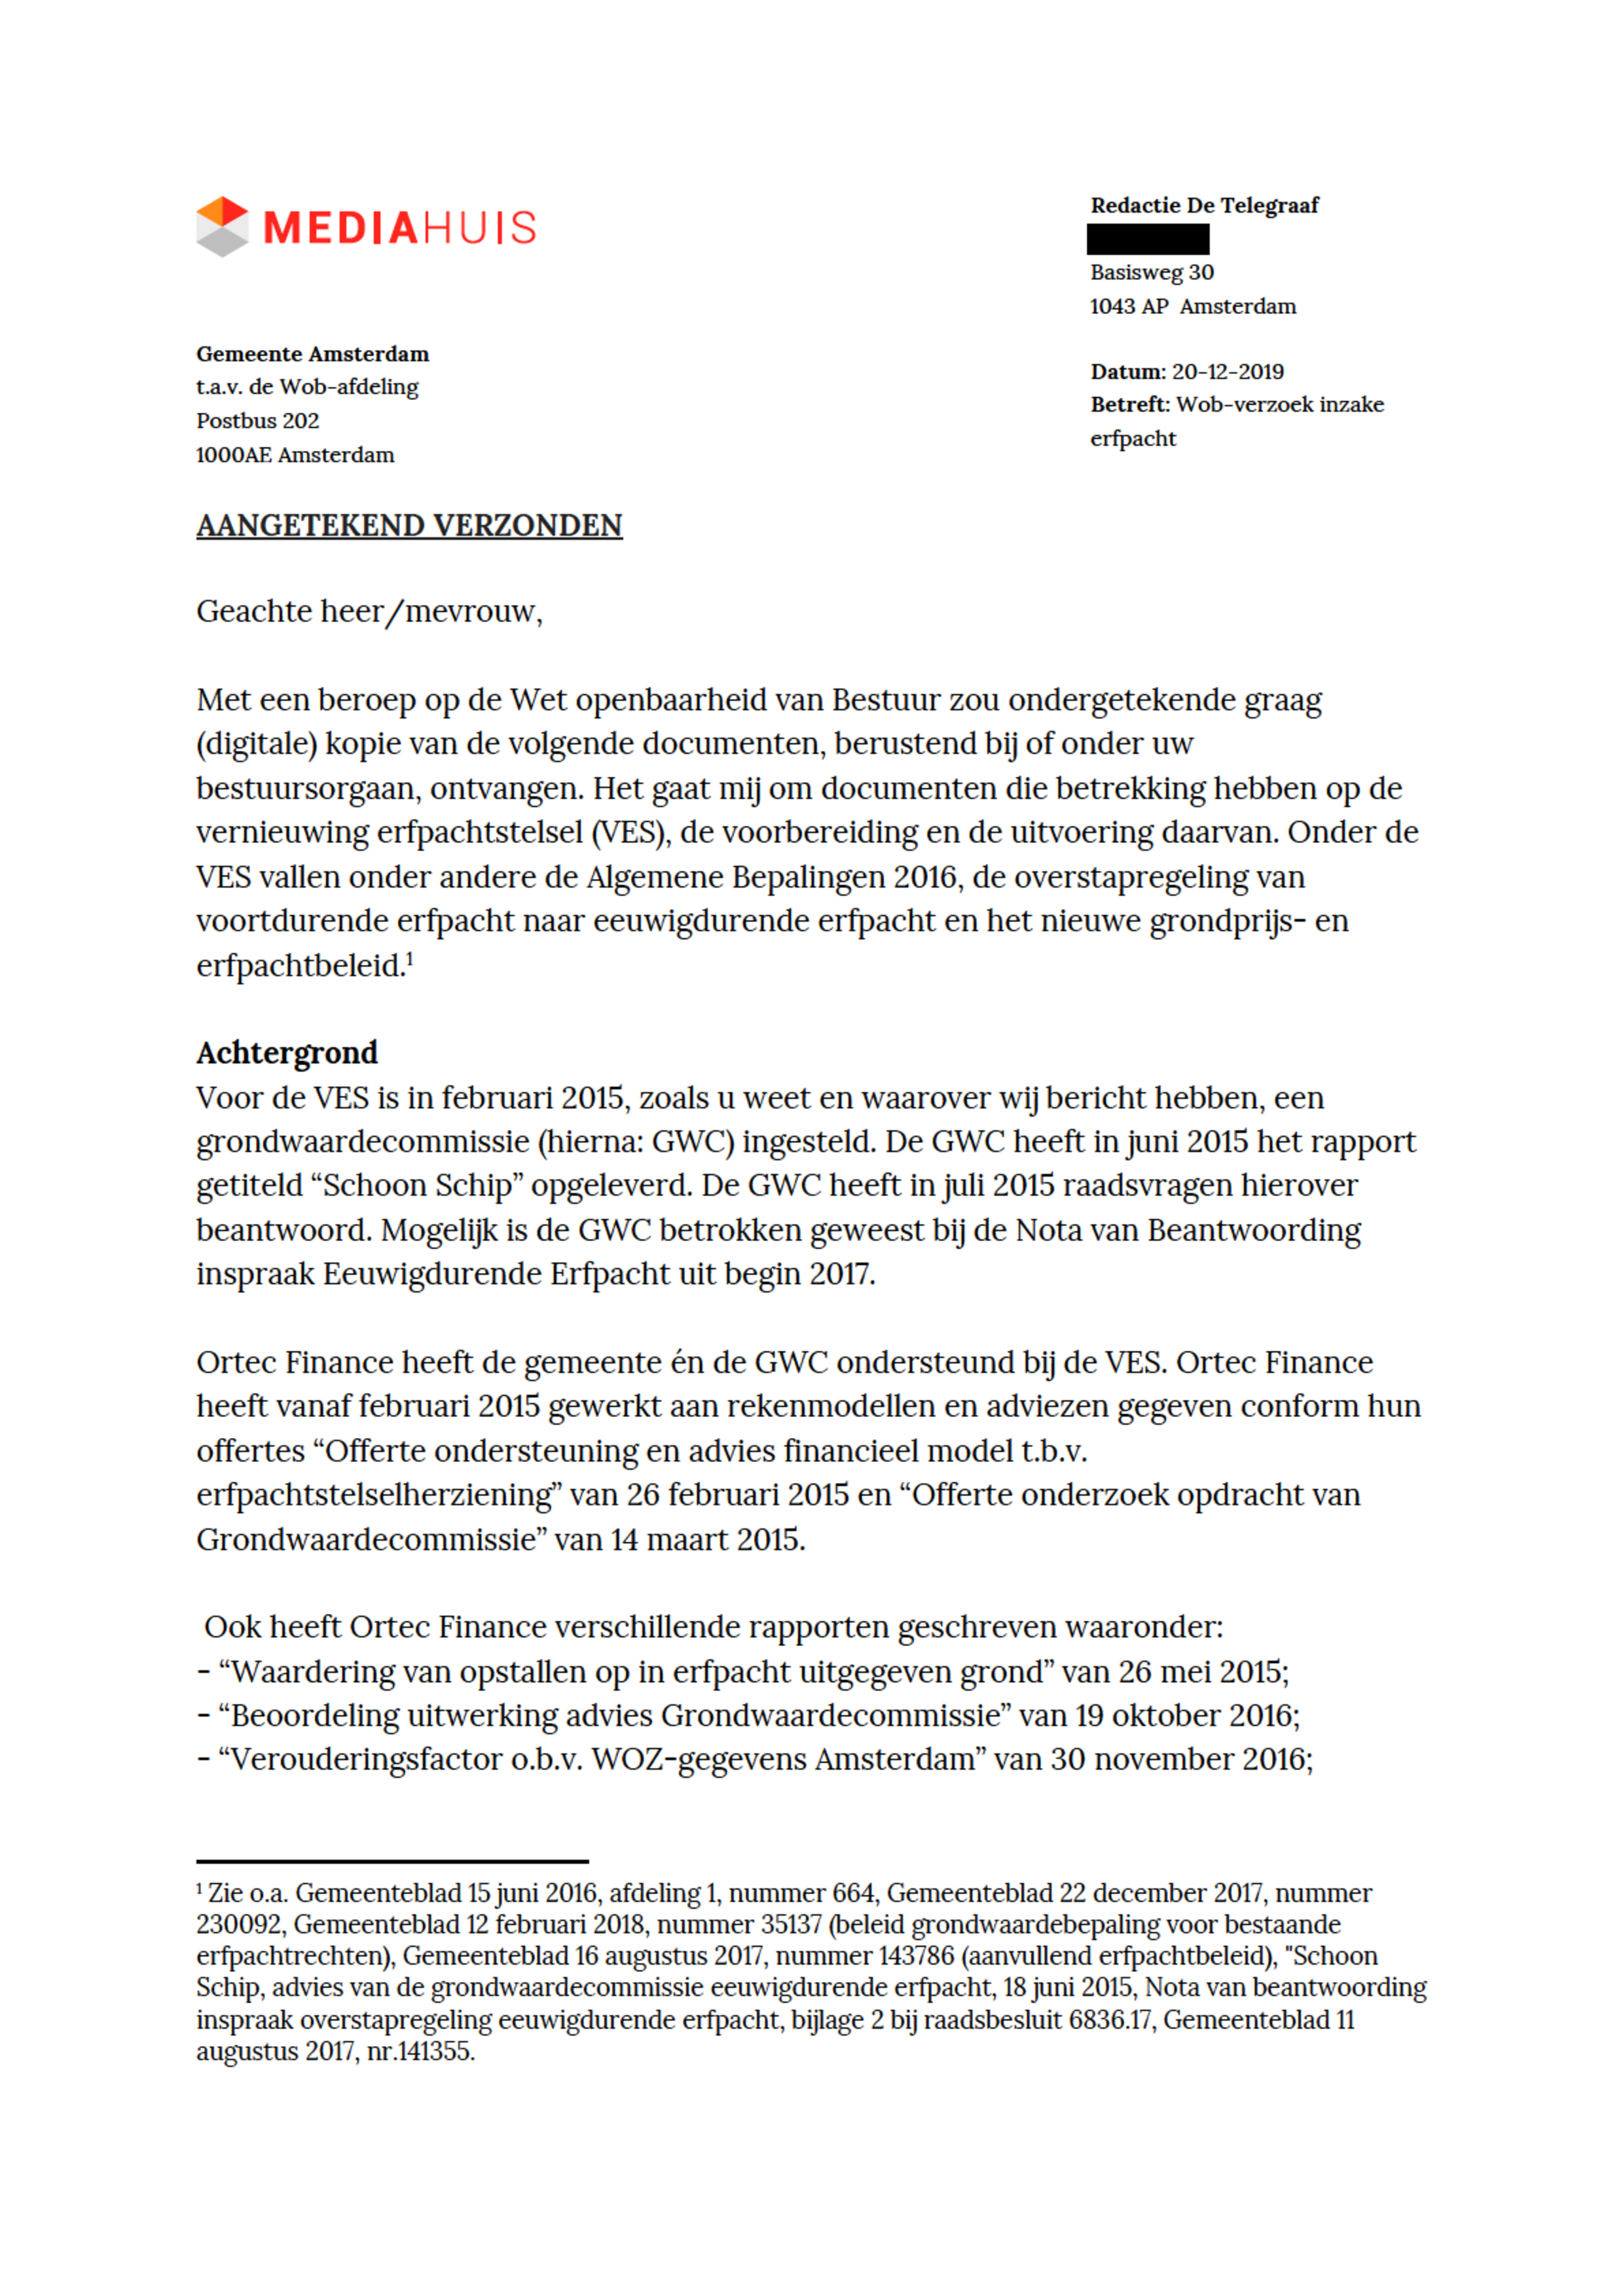 MEDIAHUIS
Redactie De Telegraaf
Basisweg 30
1043 AP Amsterdam
Gemeente Amsterdam
t.a.v. de Wob-afdeling
Postbus 202
1000AE Amsterdam
Datum: 20-12-2019
Betreft: Wob-verzoek inzake
erfpacht
AANGETEKEND VERZONDEN
Geachte heer/mevrouw,
Met een beroep op de Wet openbaarheid van Bestuur zou ondergetekende graag
(digitale) kopie van de volgende documenten, berustend bij of onder uw
bestuursorgaan, ontvangen. Het gaat mij om documenten die betrekking hebben op de
vernieuwing erfpachtstelsel (VES), de voorbereiding en de uitvoering daarvan. Onder de
VES vallen onder andere de Algemene Bepalingen 2016, de overstapregeling van
voortdurende erfpacht naar eeuwigdurende erfpacht en het nieuwe grondprijs- en
erfpachtbeleid.¹
Achtergrond
Voor de VES is in februari 2015, zoals u weet en waarover wij bericht hebben, een
grondwaardecommissie (hierna: GWC) ingesteld. De GWC heeft in juni 2015 het rapport
getiteld “Schoon Schip” opgeleverd. De GWC heeft in juli 2015 raadsvragen hierover
beantwoord. Mogelijk is de GWC betrokken geweest bij de Nota van Beantwoording
inspraak Eeuwigdurende Erfpacht uit begin 2017.
Ortec Finance heeft de gemeente én de GWC ondersteund bij de VES. Ortec Finance
heeft vanaf februari 2015 gewerkt aan rekenmodellen en adviezen gegeven conform hun
offertes “Offerte ondersteuning en advies financieel model t.b.v.
erfpachtstelselherziening” van 26 februari 2015 en “Offerte onderzoek opdracht van
Grondwaardecommissie” van 14 maart 2015.
Ook heeft Ortec Finance verschillende rapporten geschreven waaronder:
- “Waardering van opstallen op in erfpacht uitgegeven grond” van 26 mei 2015;
- “Beoordeling uitwerking advies Grondwaardecommissie” van 19 oktober 2016;
- “Verouderingsfactor o.b.v. WOZ-gegevens Amsterdam” van 30 november 2016;
¹ Zie o.a. Gemeenteblad 15 juni 2016, afdeling 1, nummer 664, Gemeenteblad 22 december 2017, nummer
230092, Gemeenteblad 12 februari 2018, nummer 35137 (beleid grondwaardebepaling voor bestaande
erfpachtrechten), Gemeenteblad 16 augustus 2017, nummer 143786 (aanvullend erfpachtbeleid), "Schoon
Schip, advies van de grondwaardecommissie eeuwigdurende erfpacht, 18 juni 2015, Nota van beantwoording
inspraak overstapregeling eeuwigdurende erfpacht, bijlage 2 bij raadsbesluit 6836.17, Gemeenteblad 11
augustus 2017, nr.141355.